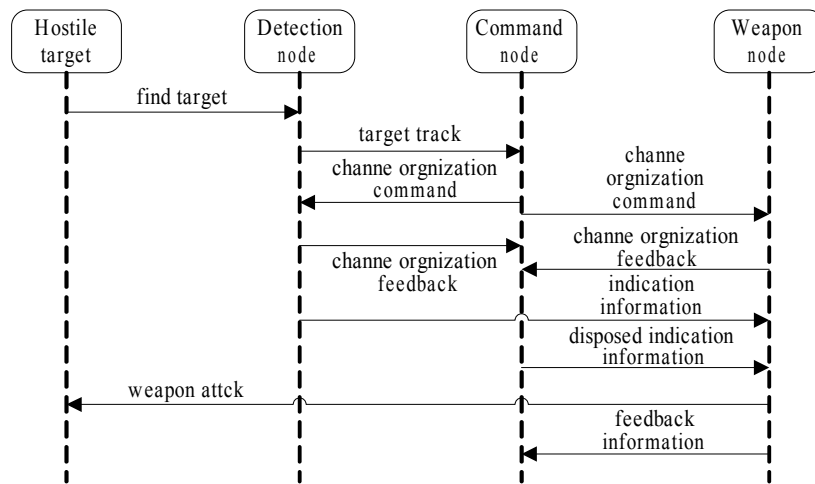 Hostile
target
Detection
node
Command
node
Weapon
node
find target
target track
channe orgnization
command
channe
orgnization
command
channe orgnization
feedback
channe orgnization
feedback
indication
information
disposed indication
information
weapon attck
feedback
information